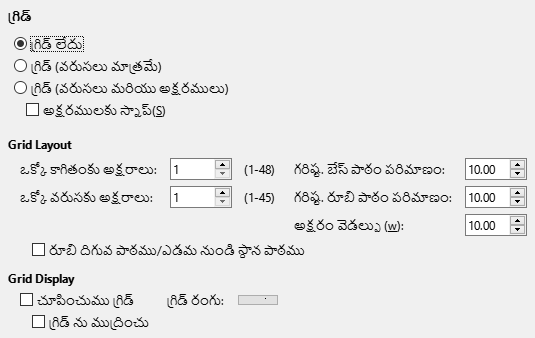 గ్రిడ్
గ్రిడ్ లేదు
గ్రిడ్ (వరుసలు మాత్రమే)
గ్రిడ్ (వరుసలు మరియు అక్షరములు)
అక్షరములకు స్నాప్(S)
Grid Layout
ఒక్కో కాగితంకు అక్షరాలు: 1 (1-48) గరిష్ఠ. బేస్ పాఠం పరిమాణం: 10.00
ఒక్కో వరుసకు అక్షరాలు: 1 (1-45) గరిష్ఠ. రూబి పాఠం పరిమాణం: 10.00
అక్షరం వెడల్పు (w): 10.00
రూబి దిగువ పాఠము/ఎడమ నుండి స్థాన పాఠము
Grid Display
చూపించుము గ్రిడ్ గ్రిడ్ రంగు:
గ్రిడ్ ను ముద్రించు